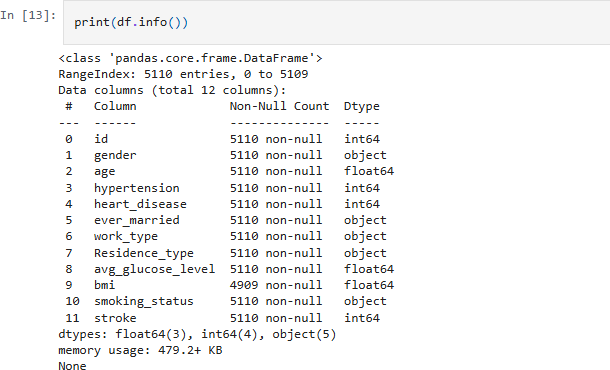 In [13]: print(df.info())
<class 'pandas.core.frame.DataFrame'>
RangeIndex: 5110 entries, 0 to 5109
Data columns (total 12 columns):
 #   Column             Non-Null Count  Dtype
---  ------             --------------  -----
 0   id                 5110 non-null   int64
 1   gender             5110 non-null   object
 2   age                5110 non-null   float64
 3   hypertension       5110 non-null   int64
 4   heart_disease      5110 non-null   int64
 5   ever_married       5110 non-null   object
 6   work_type          5110 non-null   object
 7   Residence_type     5110 non-null   object
 8   avg_glucose_level  5110 non-null   float64
 9   bmi                4909 non-null   float64
 10  smoking_status     5110 non-null   object
 11  stroke             5110 non-null   int64
dtypes: float64(3), int64(4), object(5)
memory usage: 479.2+ KB
None